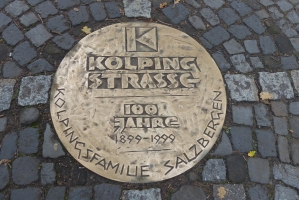 K
KOLPING
STRASSE
100
JAHRE
1899-1999
KOLPINGSFAMILIE SALZBERGEN